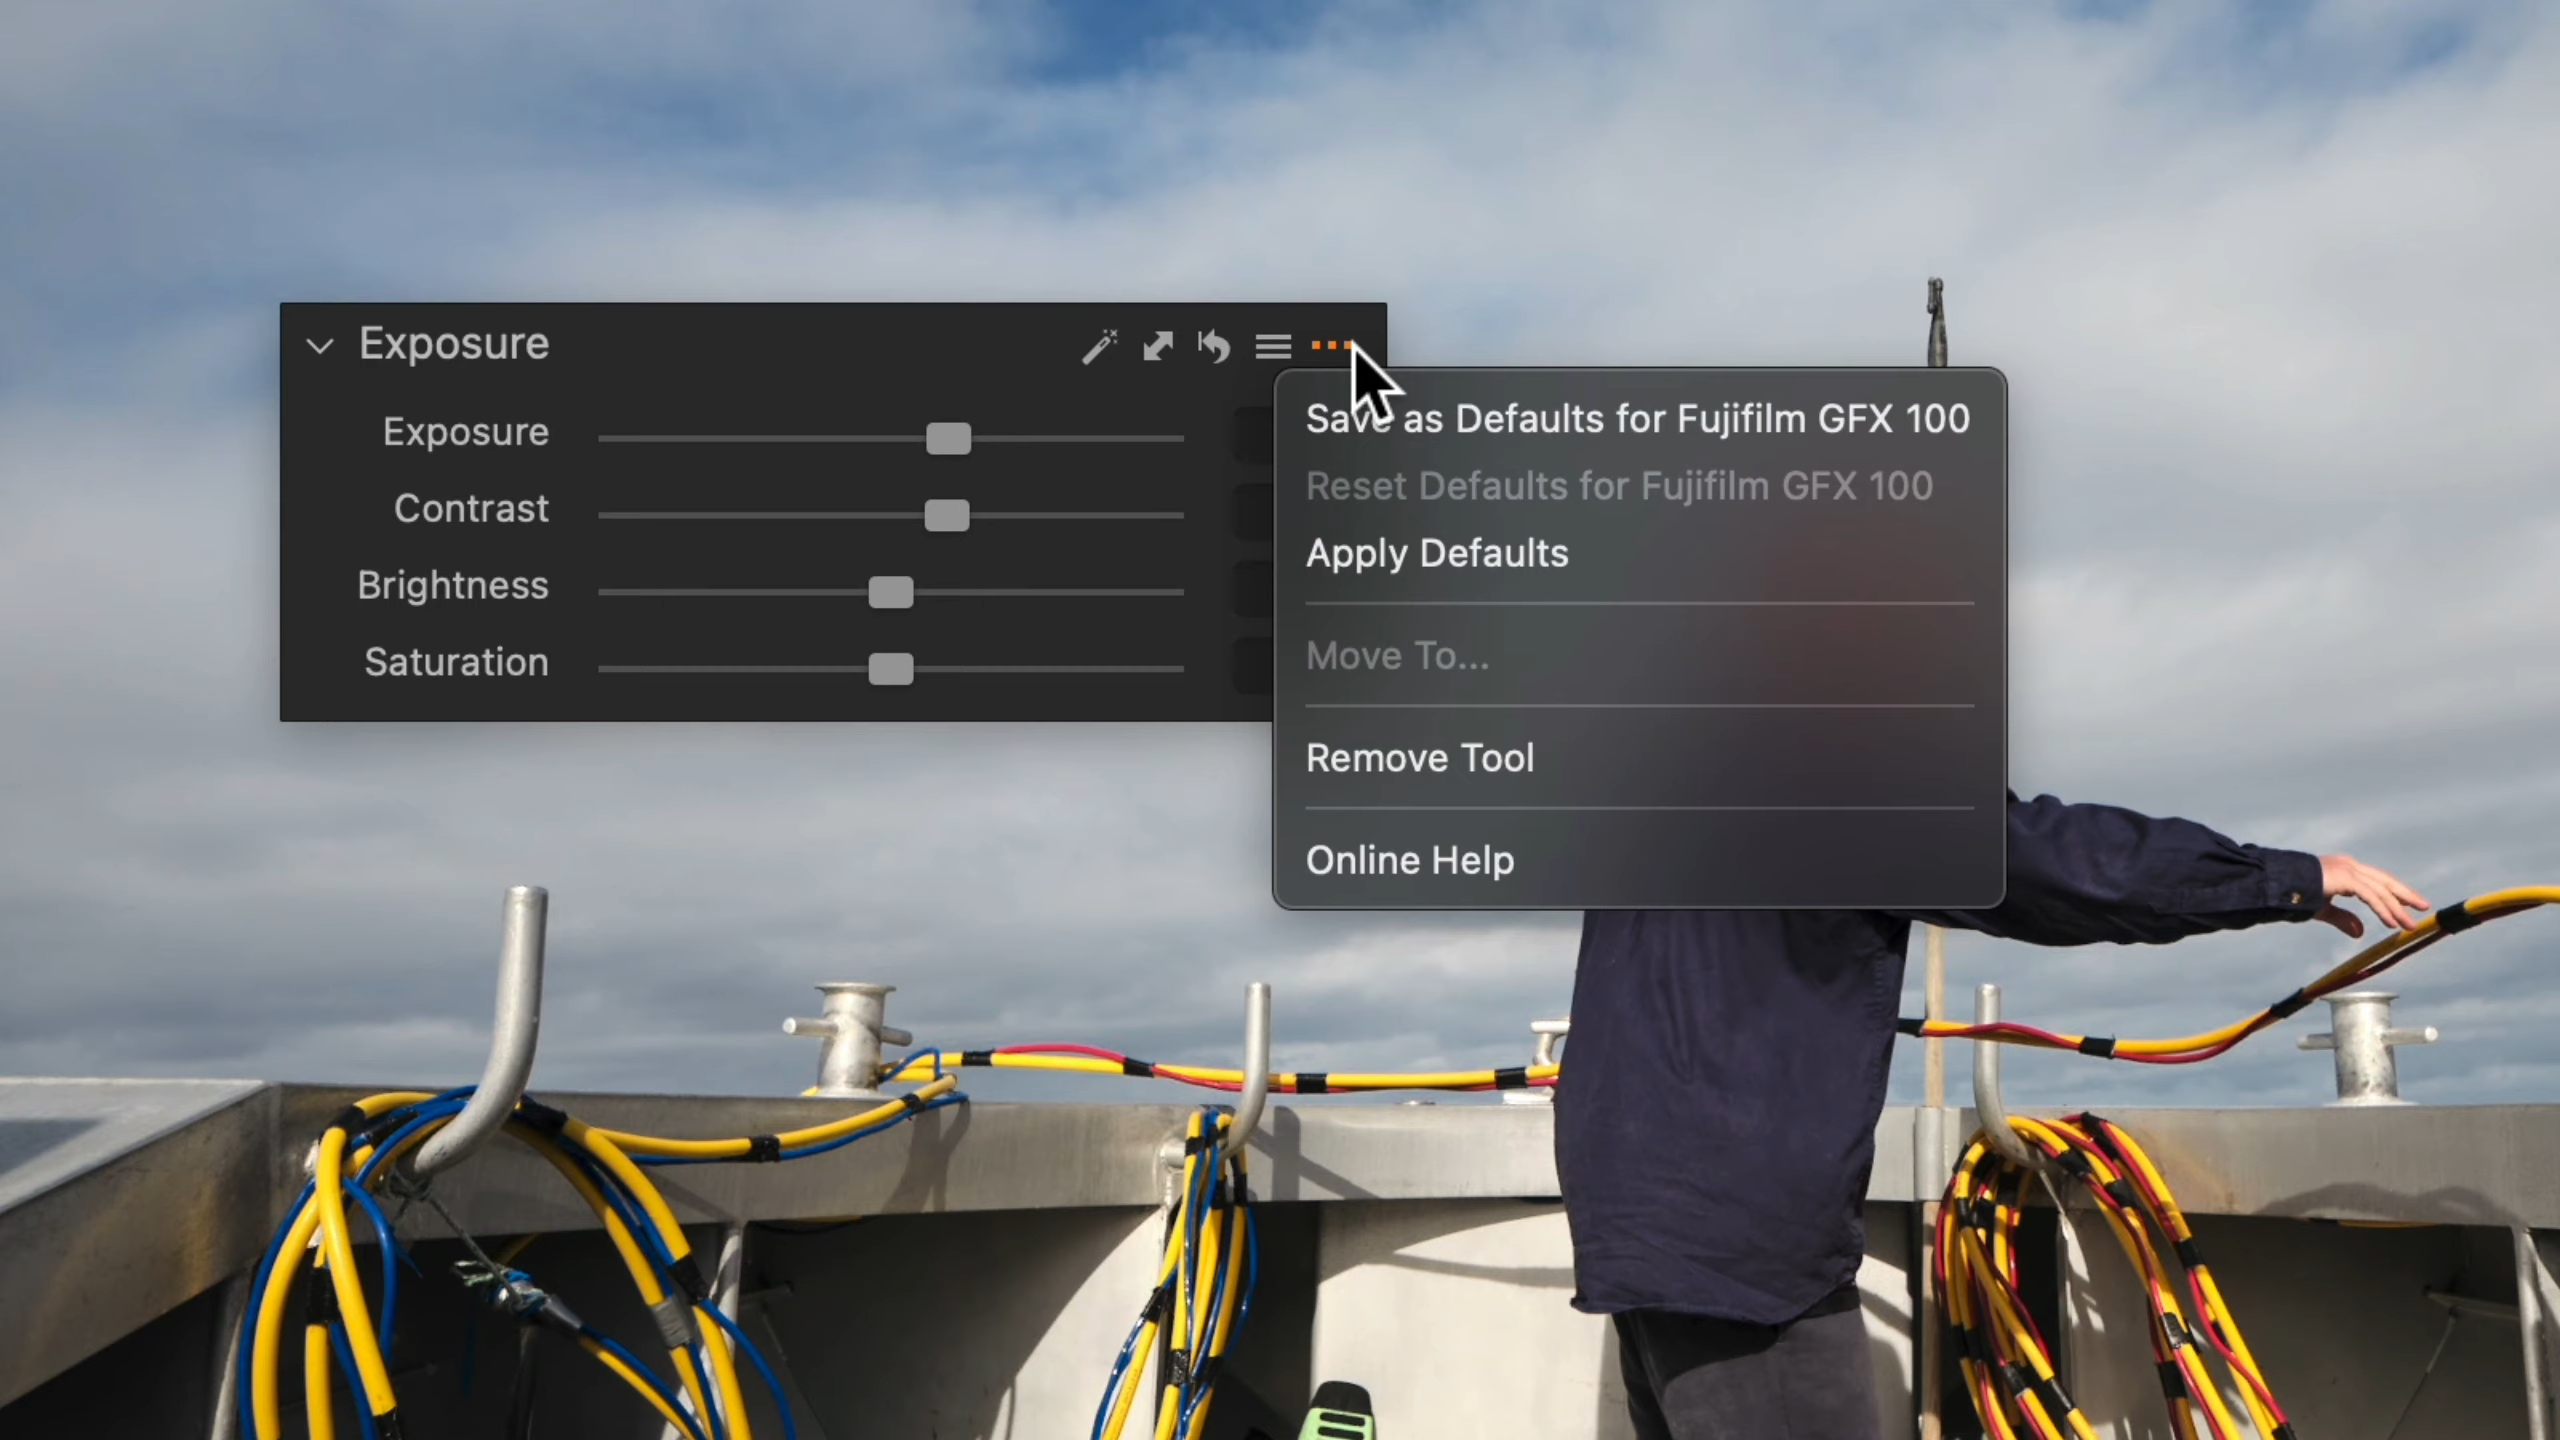 Exposure
Exposure
Contrast
Brightness
Saturation
Save as Defaults for Fujifilm GFX 100
Reset Defaults for Fujifilm GFX 100
Apply Defaults
Move To...
Remove Tool
Online Help